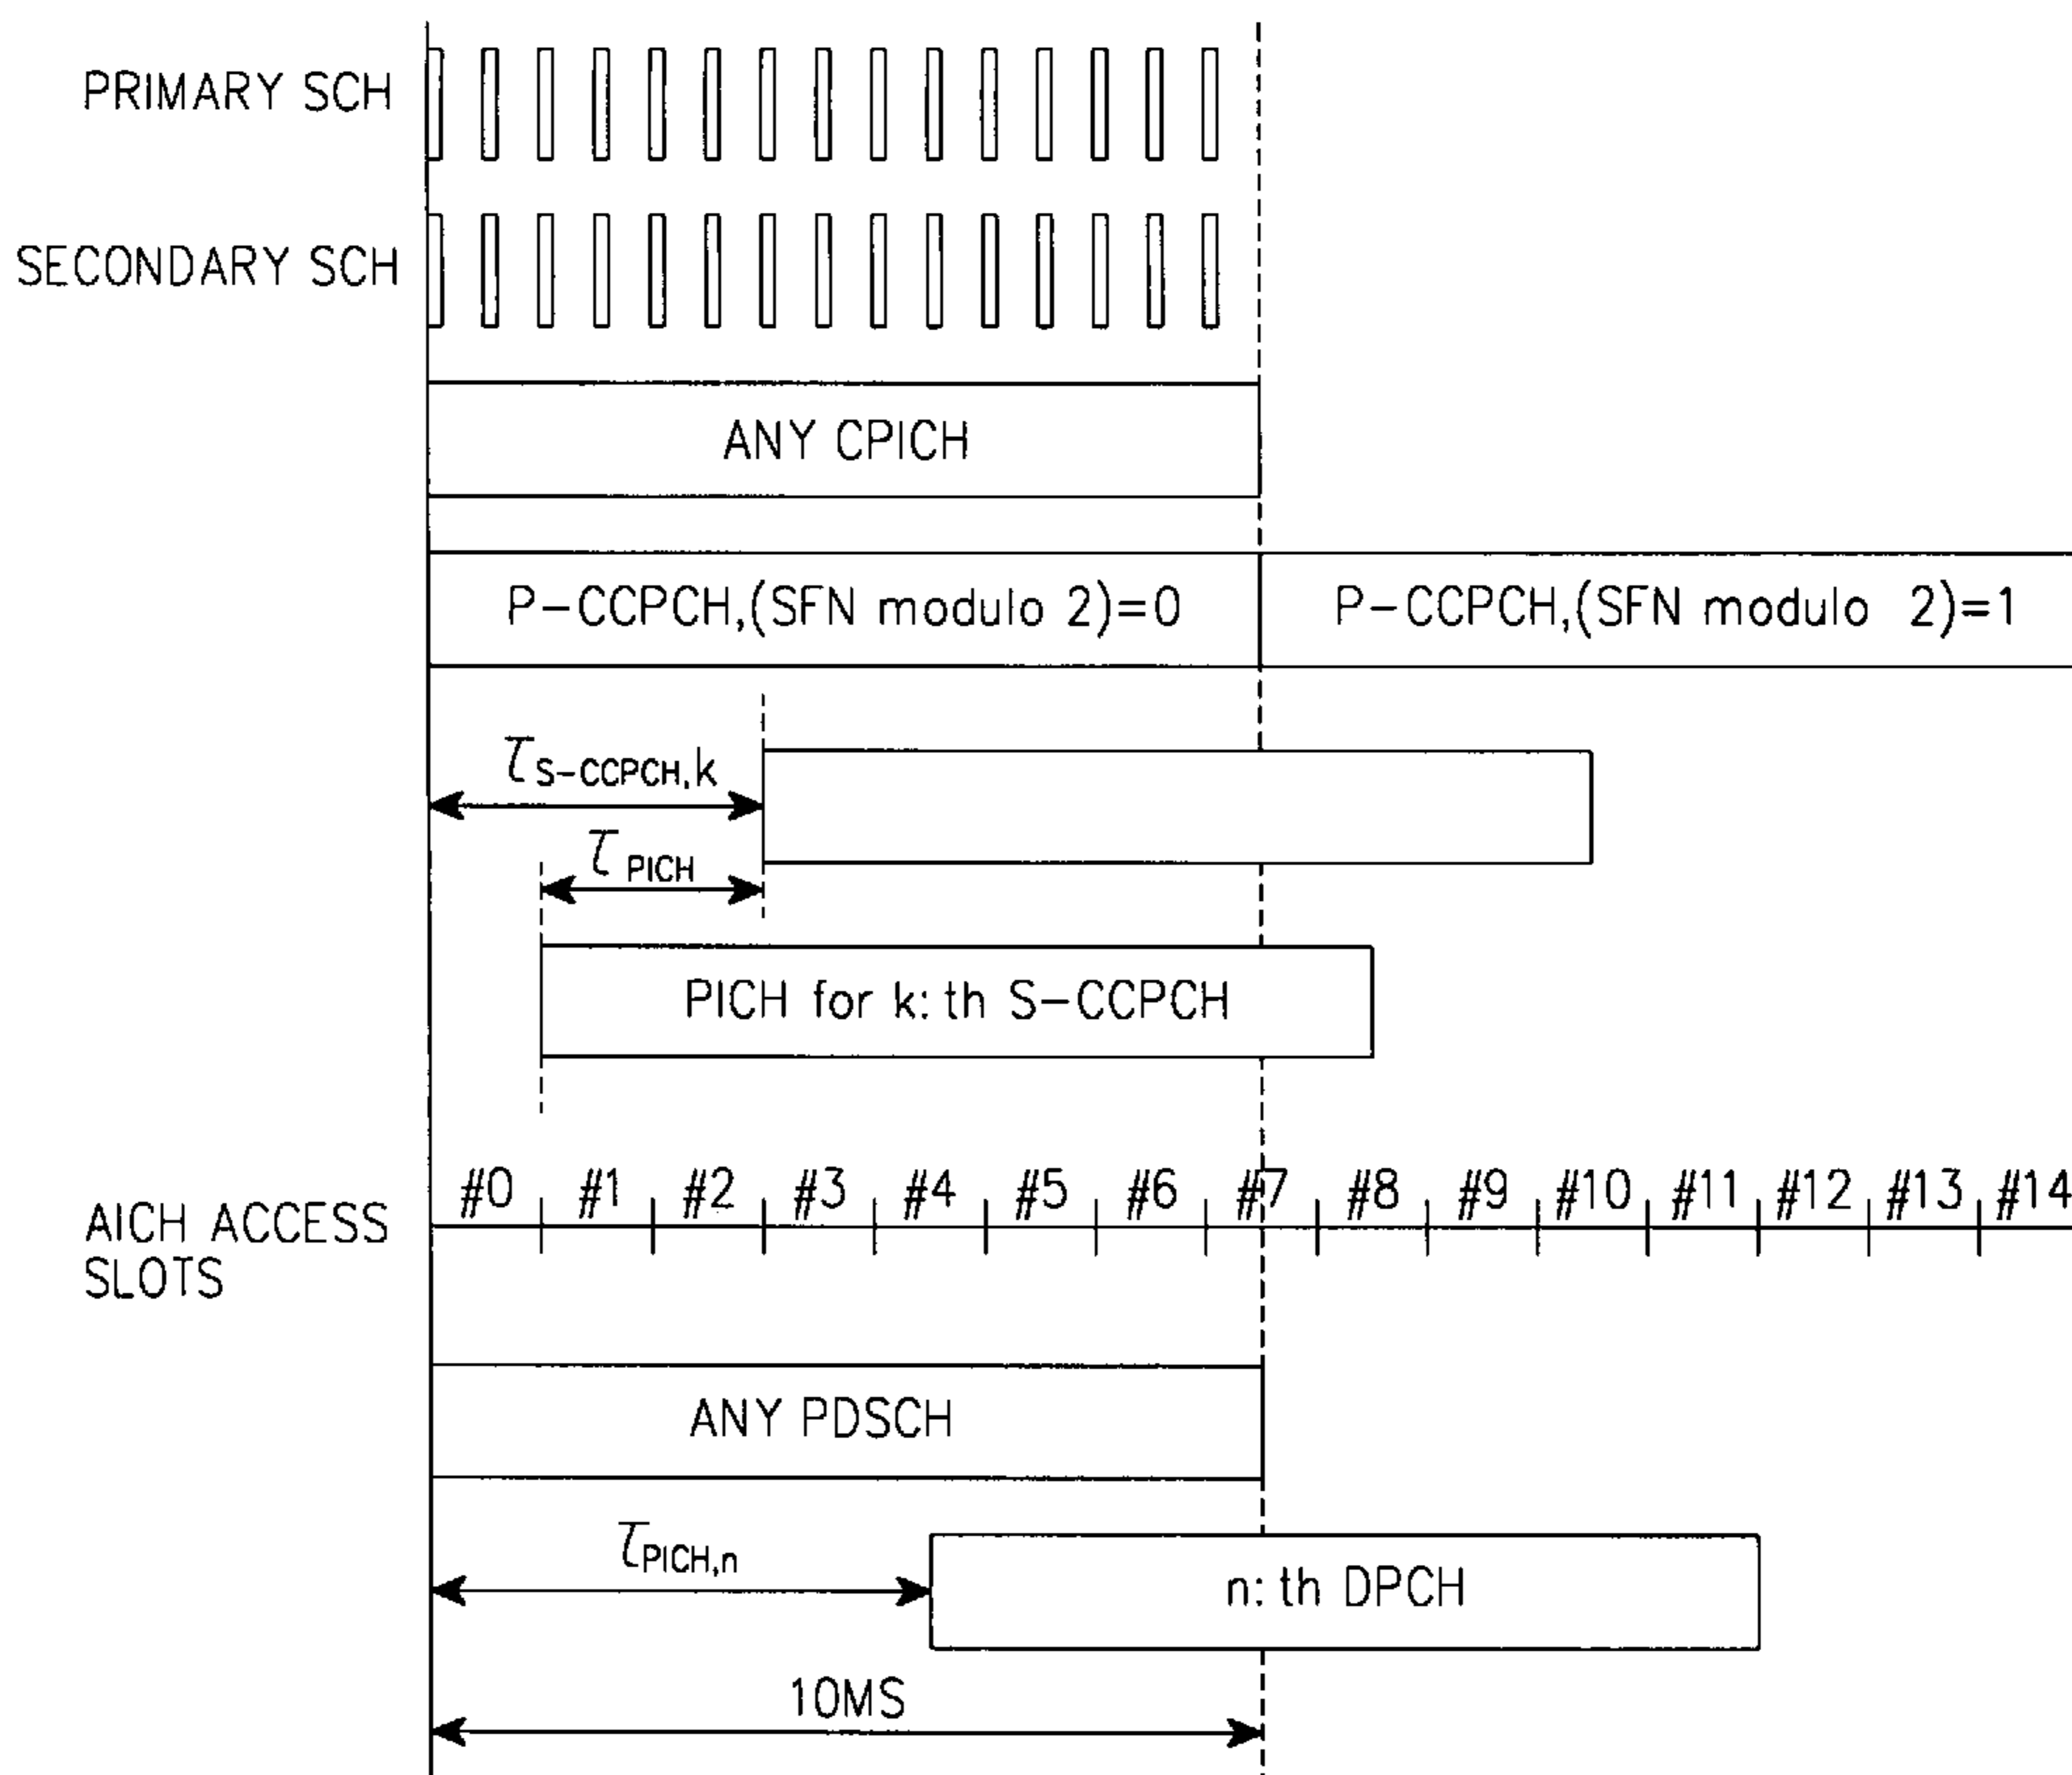 PRIMARY SCH
SECONDARY SCH
ANY CPICH
P-CCPCH,(SFN modulo 2)=0
P-CCPCH,(SFN modulo 2)=1
τS-CCPCH,k
τPICH
PICH for k:th S-CCPCH
#0 #1 #2 #3 #4 #5 #6 #7 #8 #9 #10 #11 #12 #13 #14
AICH ACCESS
SLOTS
ANY PDSCH
τPICH,n
n:th DPCH
10MS